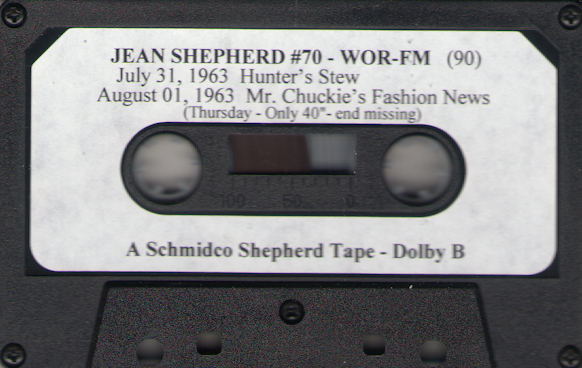 JEAN SHEPHERD #70 - WOR-FM (90)
July 31, 1963 Hunter's Stew
August 01, 1963 Mr. Chuckie's Fashion News
(Thursday - Only 40"- end missing)
100 50 0
A Schmidco Shepherd Tape - Dolby B